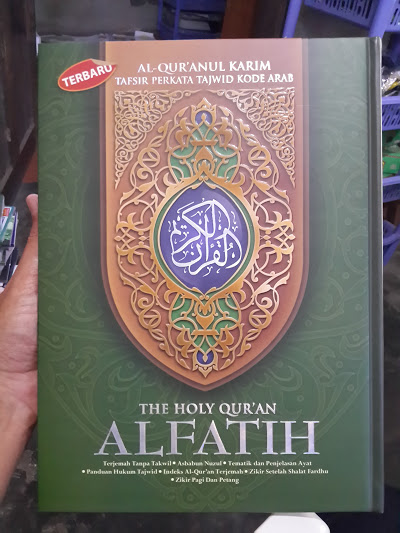 TERBARU
AL-QUR'ANUL KARIM
TAFSIR PERKATA TAJWID KODE ARAB
القرآن الكريم
THE HOLY QUR'AN
ALFATIH
Terjemah Tanpa Takwil • Asbabun Nuzul • Tematik dan Penjelasan Ayat
• Panduan Hukum Tajwid • Indeks Al-Qur'an Terjemah • Zikir Setelah Shalat Fardhu
• Zikir Pagi Dan Petang